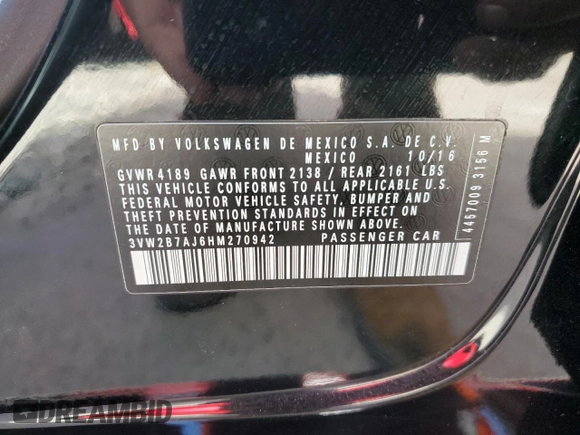 MFD BY VOLKSWAGEN DE MEXICO S.A. DE C.V.
MEXICO 10/16
GVWR 4189 GAWR FRONT 2138 / REAR 2161 LBS
THIS VEHICLE CONFORMS TO ALL APPLICABLE U.S.
FEDERAL MOTOR VEHICLE SAFETY, BUMPER AND
THEFT PREVENTION STANDARDS IN EFFECT ON
THE DATE OF MANUFACTURE SHOWN ABOVE.
3VW2B7AJ6HM270942 PASSENGER CAR
4467009 3156 M
DREAMBID